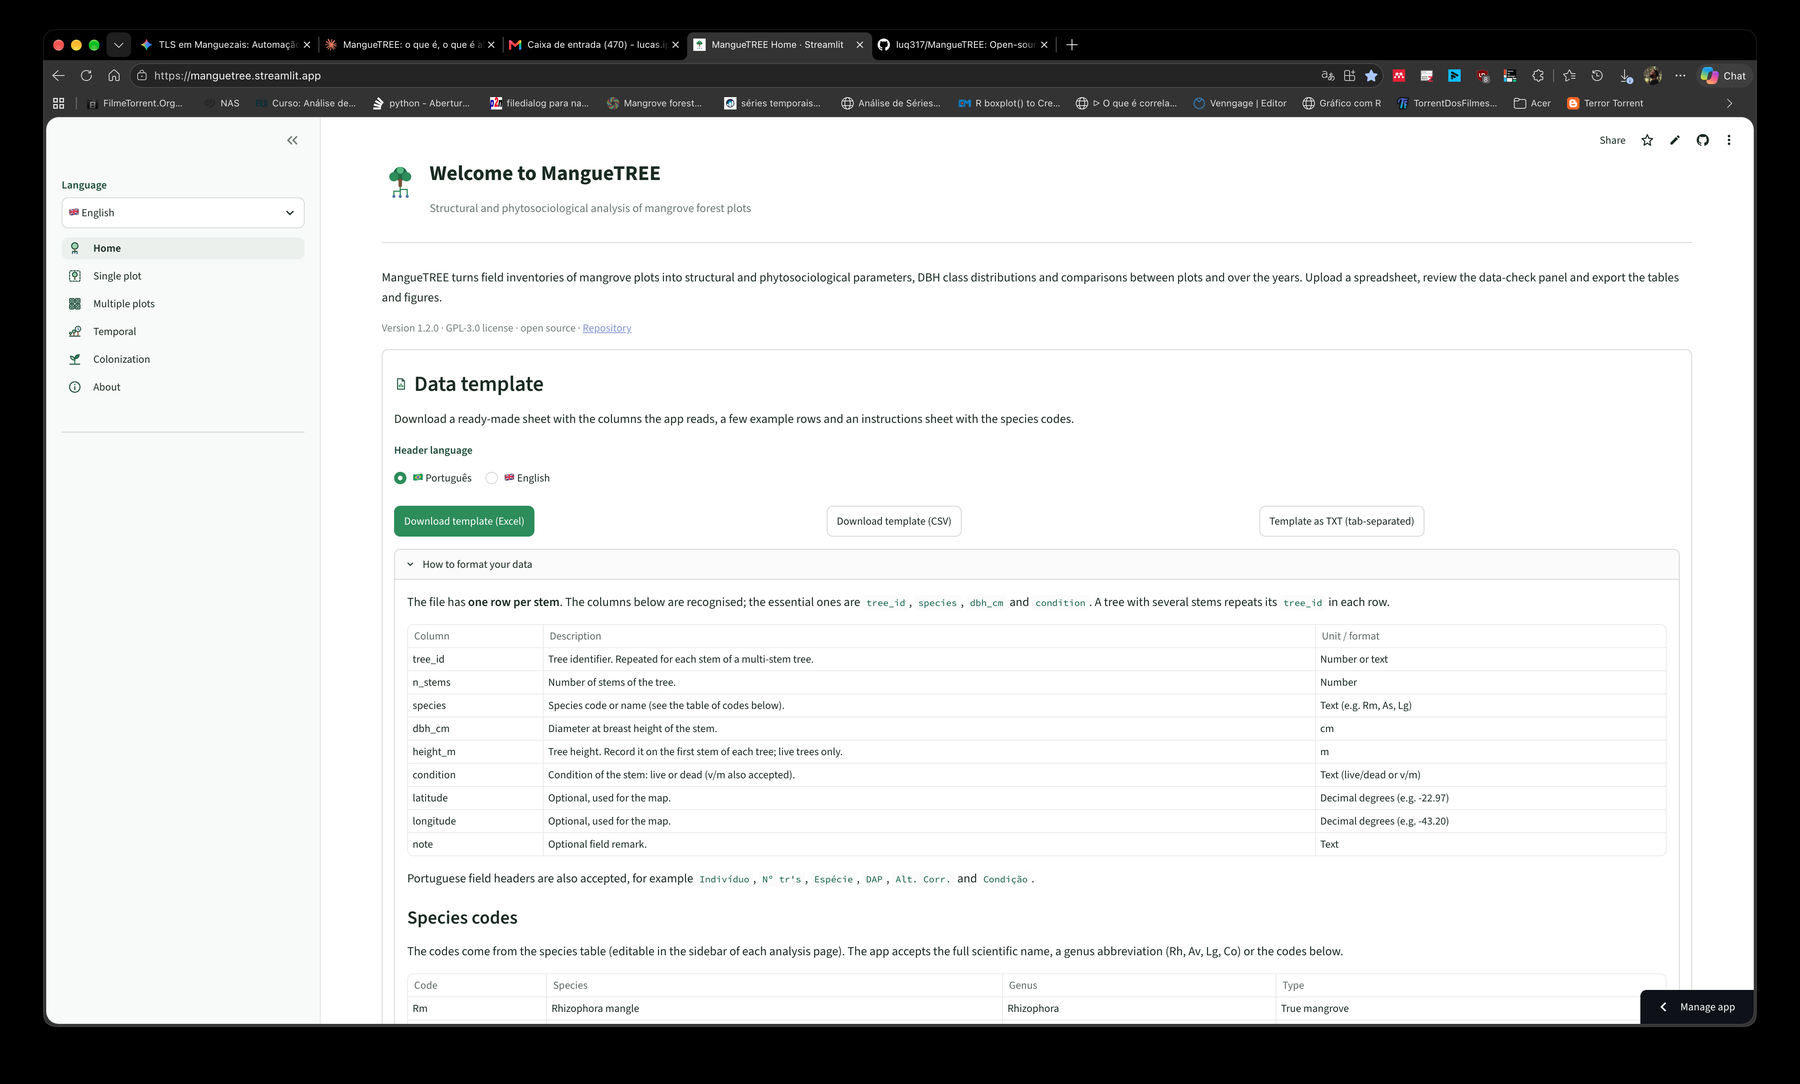 TLS em Manguezais: Automação
MangueTREE: o que é, o que é a
Caixa de entrada (470) - lucas.i
MangueTREE Home · Streamlit
luq317/MangueTREE: Open-sou
https://manguetree.streamlit.app
Chat
FilmeTorrent.Org...
NAS
Curso: Análise de...
python - Abertur...
filedialog para na...
Mangrove forest...
séries temporais...
Análise de Séries...
R boxplot() to Cre...
▷ O que é correla...
Venngage | Editor
Gráfico com R
TorrentDosFilmes...
Acer
Terror Torrent
Share
Language
English
Home
Single plot
Multiple plots
Temporal
Colonization
About
Welcome to MangueTREE
Structural and phytosociological analysis of mangrove forest plots
MangueTREE turns field inventories of mangrove plots into structural and phytosociological parameters, DBH class distributions and comparisons between plots and over the years. Upload a spreadsheet, review the data-check panel and export the tables
and figures.
Version 1.2.0 · GPL-3.0 license · open source · Repository
Data template
Download a ready-made sheet with the columns the app reads, a few example rows and an instructions sheet with the species codes.
Header language
Português English
Download template (Excel) Download template (CSV) Template as TXT (tab-separated)
How to format your data
The file has one row per stem. The columns below are recognised; the essential ones are tree_id, species, dbh_cm and condition. A tree with several stems repeats its tree_id in each row.
Column Description Unit / format
tree_id Tree identifier. Repeated for each stem of a multi-stem tree. Number or text
n_stems Number of stems of the tree. Number
species Species code or name (see the table of codes below). Text (e.g. Rm, As, Lg)
dbh_cm Diameter at breast height of the stem. cm
height_m Tree height. Record it on the first stem of each tree; live trees only. m
condition Condition of the stem: live or dead (v/m also accepted). Text (live/dead or v/m)
latitude Optional, used for the map. Decimal degrees (e.g. -22.97)
longitude Optional, used for the map. Decimal degrees (e.g. -43.20)
note Optional field remark. Text
Portuguese field headers are also accepted, for example Indivíduo, Nº tr's, Espécie, DAP, Alt. Corr. and Condição.
Species codes
The codes come from the species table (editable in the sidebar of each analysis page). The app accepts the full scientific name, a genus abbreviation (Rh, Av, Lg, Co) or the codes below.
Code Species Genus Type
Rm Rhizophora mangle Rhizophora True mangrove
Manage app